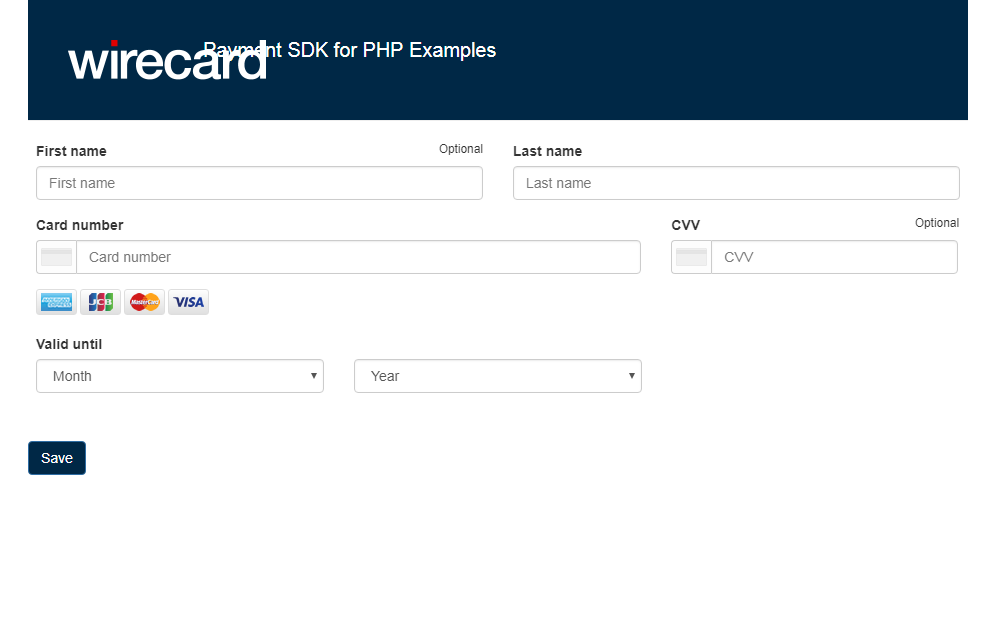 wirecard
Payment SDK for PHP Examples
First name Optional Last name
First name Last name
Card number CVV Optional
Card number CVV
AMERICAN EXPRESS JCB MasterCard VISA
Valid until
Month Year
Save